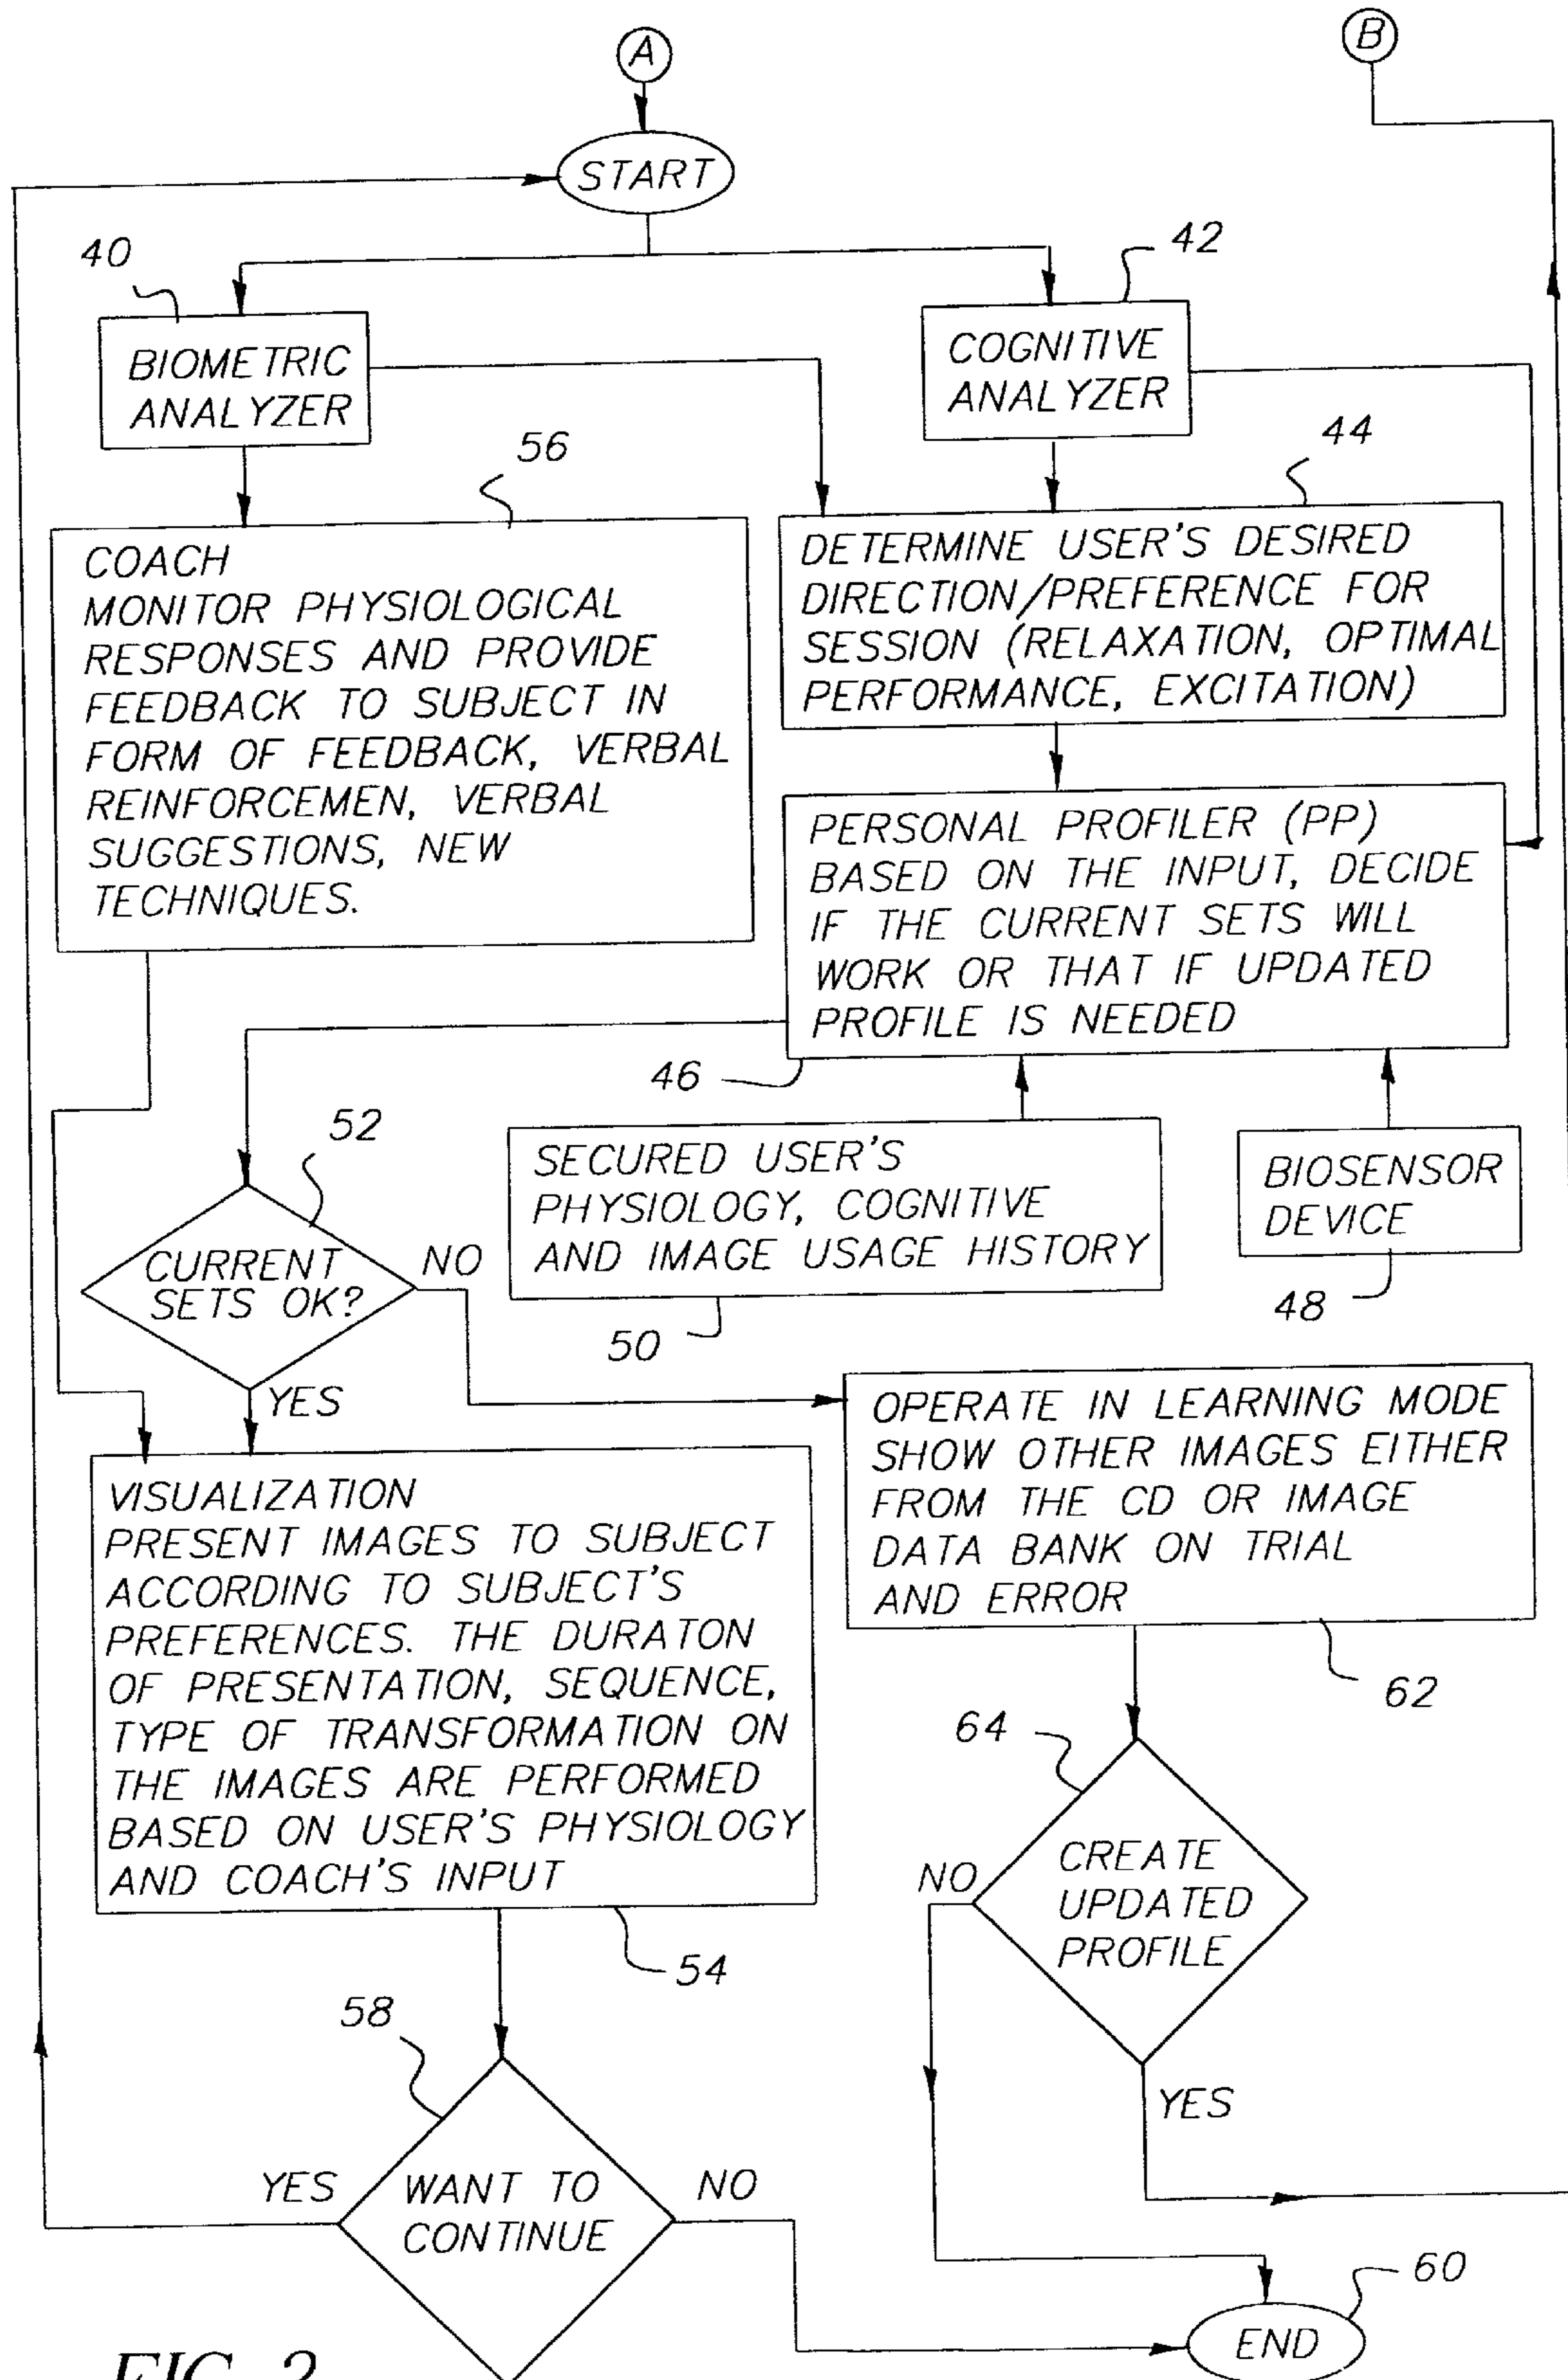 A
B
START
40
42
BIOMETRIC
ANALYZER
COGNITIVE
ANALYZER
56
44
COACH
MONITOR PHYSIOLOGICAL
RESPONSES AND PROVIDE
FEEDBACK TO SUBJECT IN
FORM OF FEEDBACK, VERBAL
REINFORCEMEN, VERBAL
SUGGESTIONS, NEW
TECHNIQUES.
DETERMINE USER'S DESIRED
DIRECTION/PREFERENCE FOR
SESSION (RELAXATION, OPTIMAL
PERFORMANCE, EXCITATION)
PERSONAL PROFILER (PP)
BASED ON THE INPUT, DECIDE
IF THE CURRENT SETS WILL
WORK OR THAT IF UPDATED
PROFILE IS NEEDED
46
52
SECURED USER'S
PHYSIOLOGY, COGNITIVE
AND IMAGE USAGE HISTORY
50
BIOSENSOR
DEVICE
48
CURRENT
SETS OK?
NO
YES
VISUALIZATION
PRESENT IMAGES TO SUBJECT
ACCORDING TO SUBJECT'S
PREFERENCES. THE DURATON
OF PRESENTATION, SEQUENCE,
TYPE OF TRANSFORMATION ON
THE IMAGES ARE PERFORMED
BASED ON USER'S PHYSIOLOGY
AND COACH'S INPUT
54
OPERATE IN LEARNING MODE
SHOW OTHER IMAGES EITHER
FROM THE CD OR IMAGE
DATA BANK ON TRIAL
AND ERROR
62
64
CREATE
UPDATED
PROFILE
NO
YES
58
WANT TO
CONTINUE
YES
NO
60
END
FIG. 2